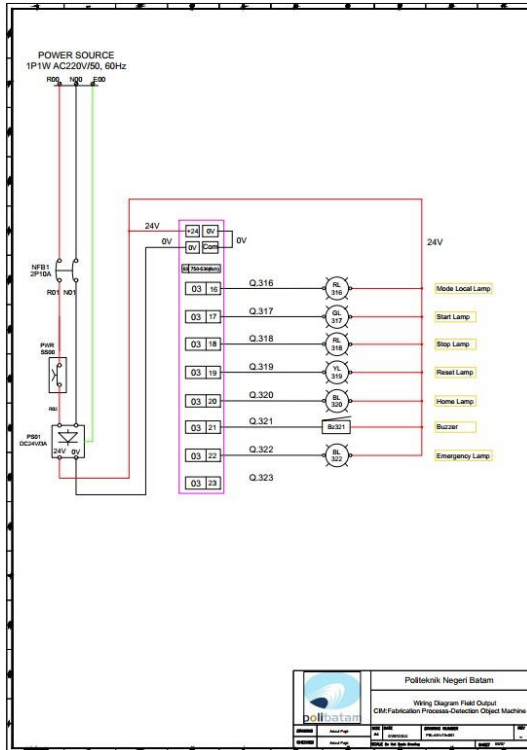 POWER SOURCE
1P1W AC220V/50, 60Hz
R00 N00 E00
NFB1
2P10A
R01 N01
PWR
SS00
PS01
DC24V/3A
24V 0V
24V
0V
+24 0V
0V Com
0V
24V
03 16 Q.316 RL 316 Mode Local Lamp
03 17 Q.317 GL 317 Start Lamp
03 18 Q.318 RL 318 Stop Lamp
03 19 Q.319 YL 319 Reset Lamp
03 20 Q.320 BL 320 Home Lamp
03 21 Q.321 Bz321 Buzzer
03 22 Q.322 BL 322 Emergency Lamp
03 23 Q.323
polibatam
Politeknik Negeri Batam
Wiring Diagram Field Output
CIM:Fabrication Processs-Detection Object Machine